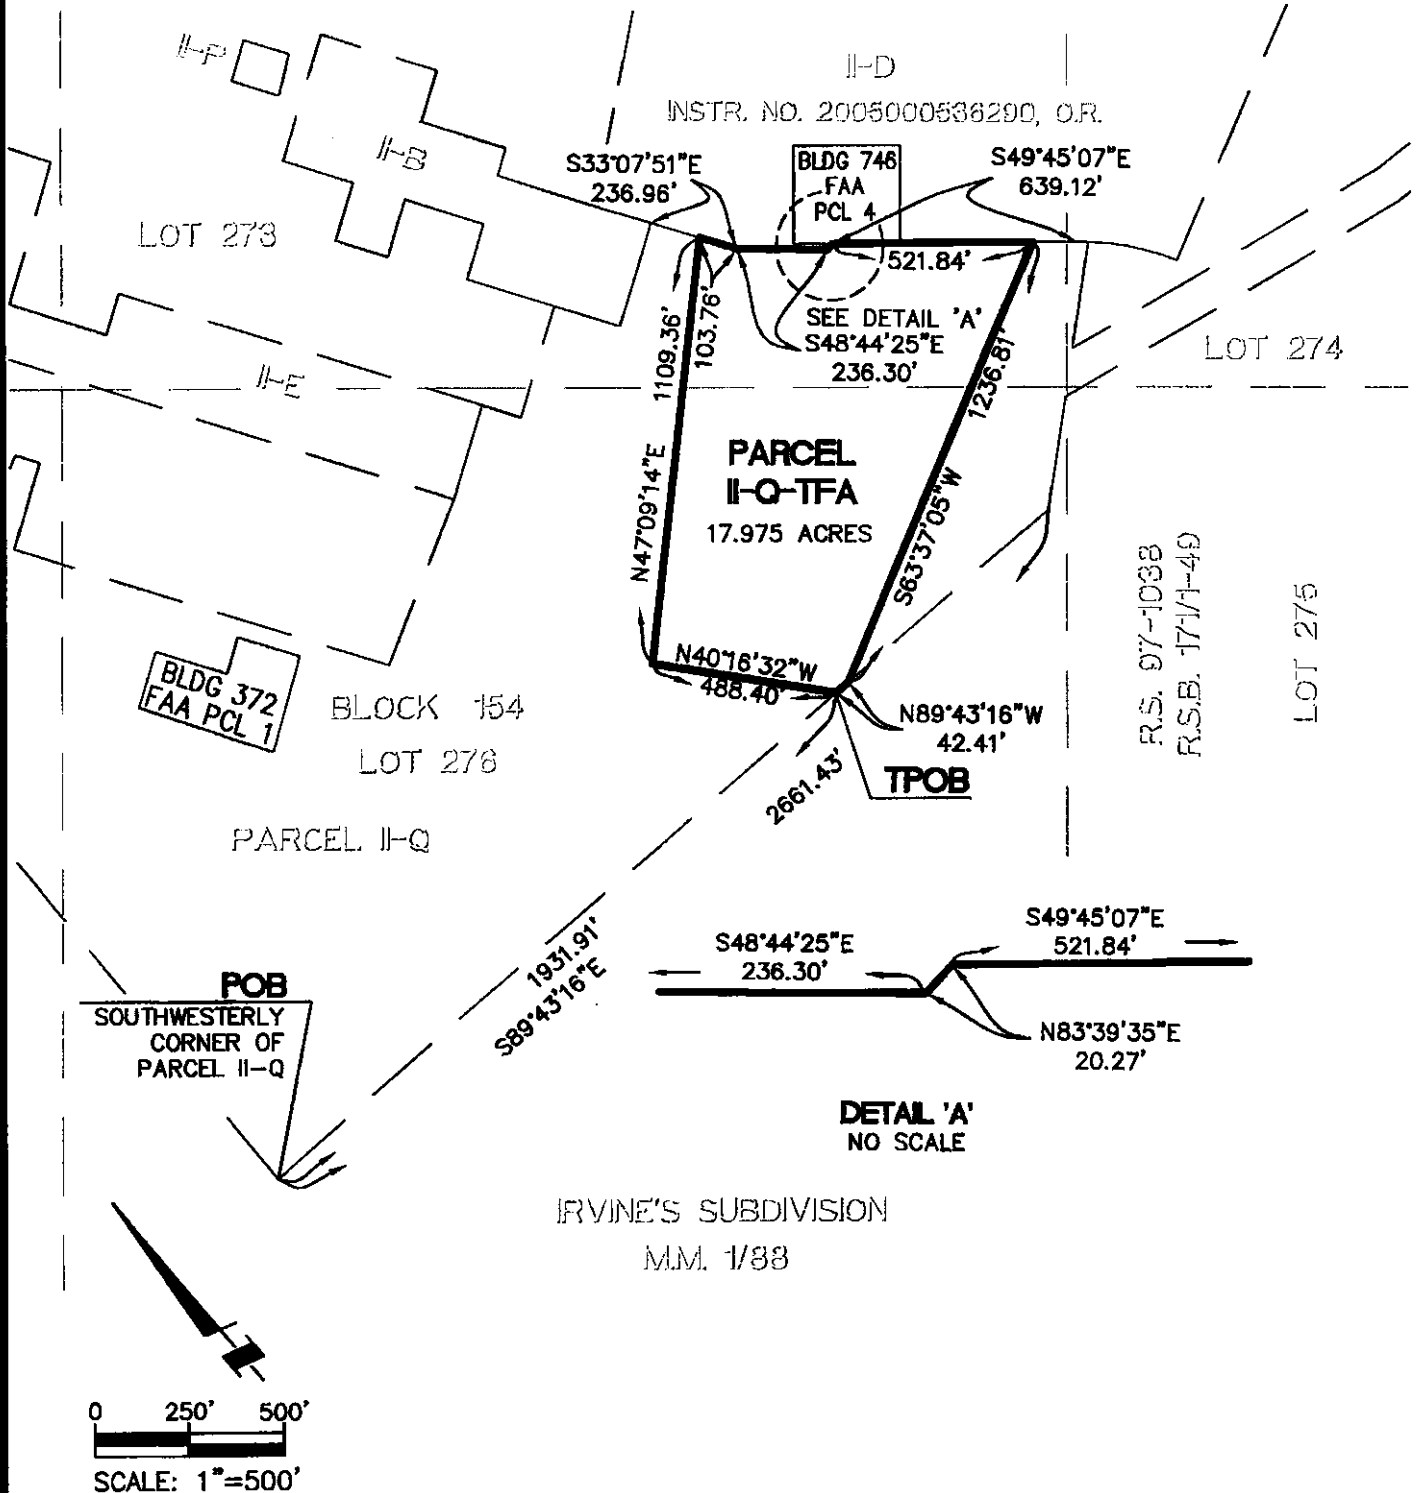 II-P
II-D
INSTR. NO. 2005000536290, O.R.
II-B
S33°07'51"E
236.96'
BLDG 746
FAA
PCL 4
S49°45'07"E
639.12'
LOT 273
521.84'
1109.36'
103.76'
SEE DETAIL 'A'
S48°44'25"E
236.30'
1236.81'
LOT 274
II-E
PARCEL
II-Q-TFA
17.975 ACRES
N47°09'14"E
S63°37'05"W
R.S. 97-1038
R.S.B. 171/1-49
LOT 275
N40°16'32"W
488.40'
BLDG 372
FAA PCL 1
BLOCK 154
LOT 276
N89°43'16"W
42.41'
TPOB
2661.43'
PARCEL II-Q
1931.91'
S89°43'16"E
S48°44'25"E
236.30'
S49°45'07"E
521.84'
N83°39'35"E
20.27'
DETAIL 'A'
NO SCALE
POB
SOUTHWESTERLY
CORNER OF
PARCEL II-Q
IRVINE'S SUBDIVISION
M.M. 1/88
0 250' 500'
SCALE: 1"=500'